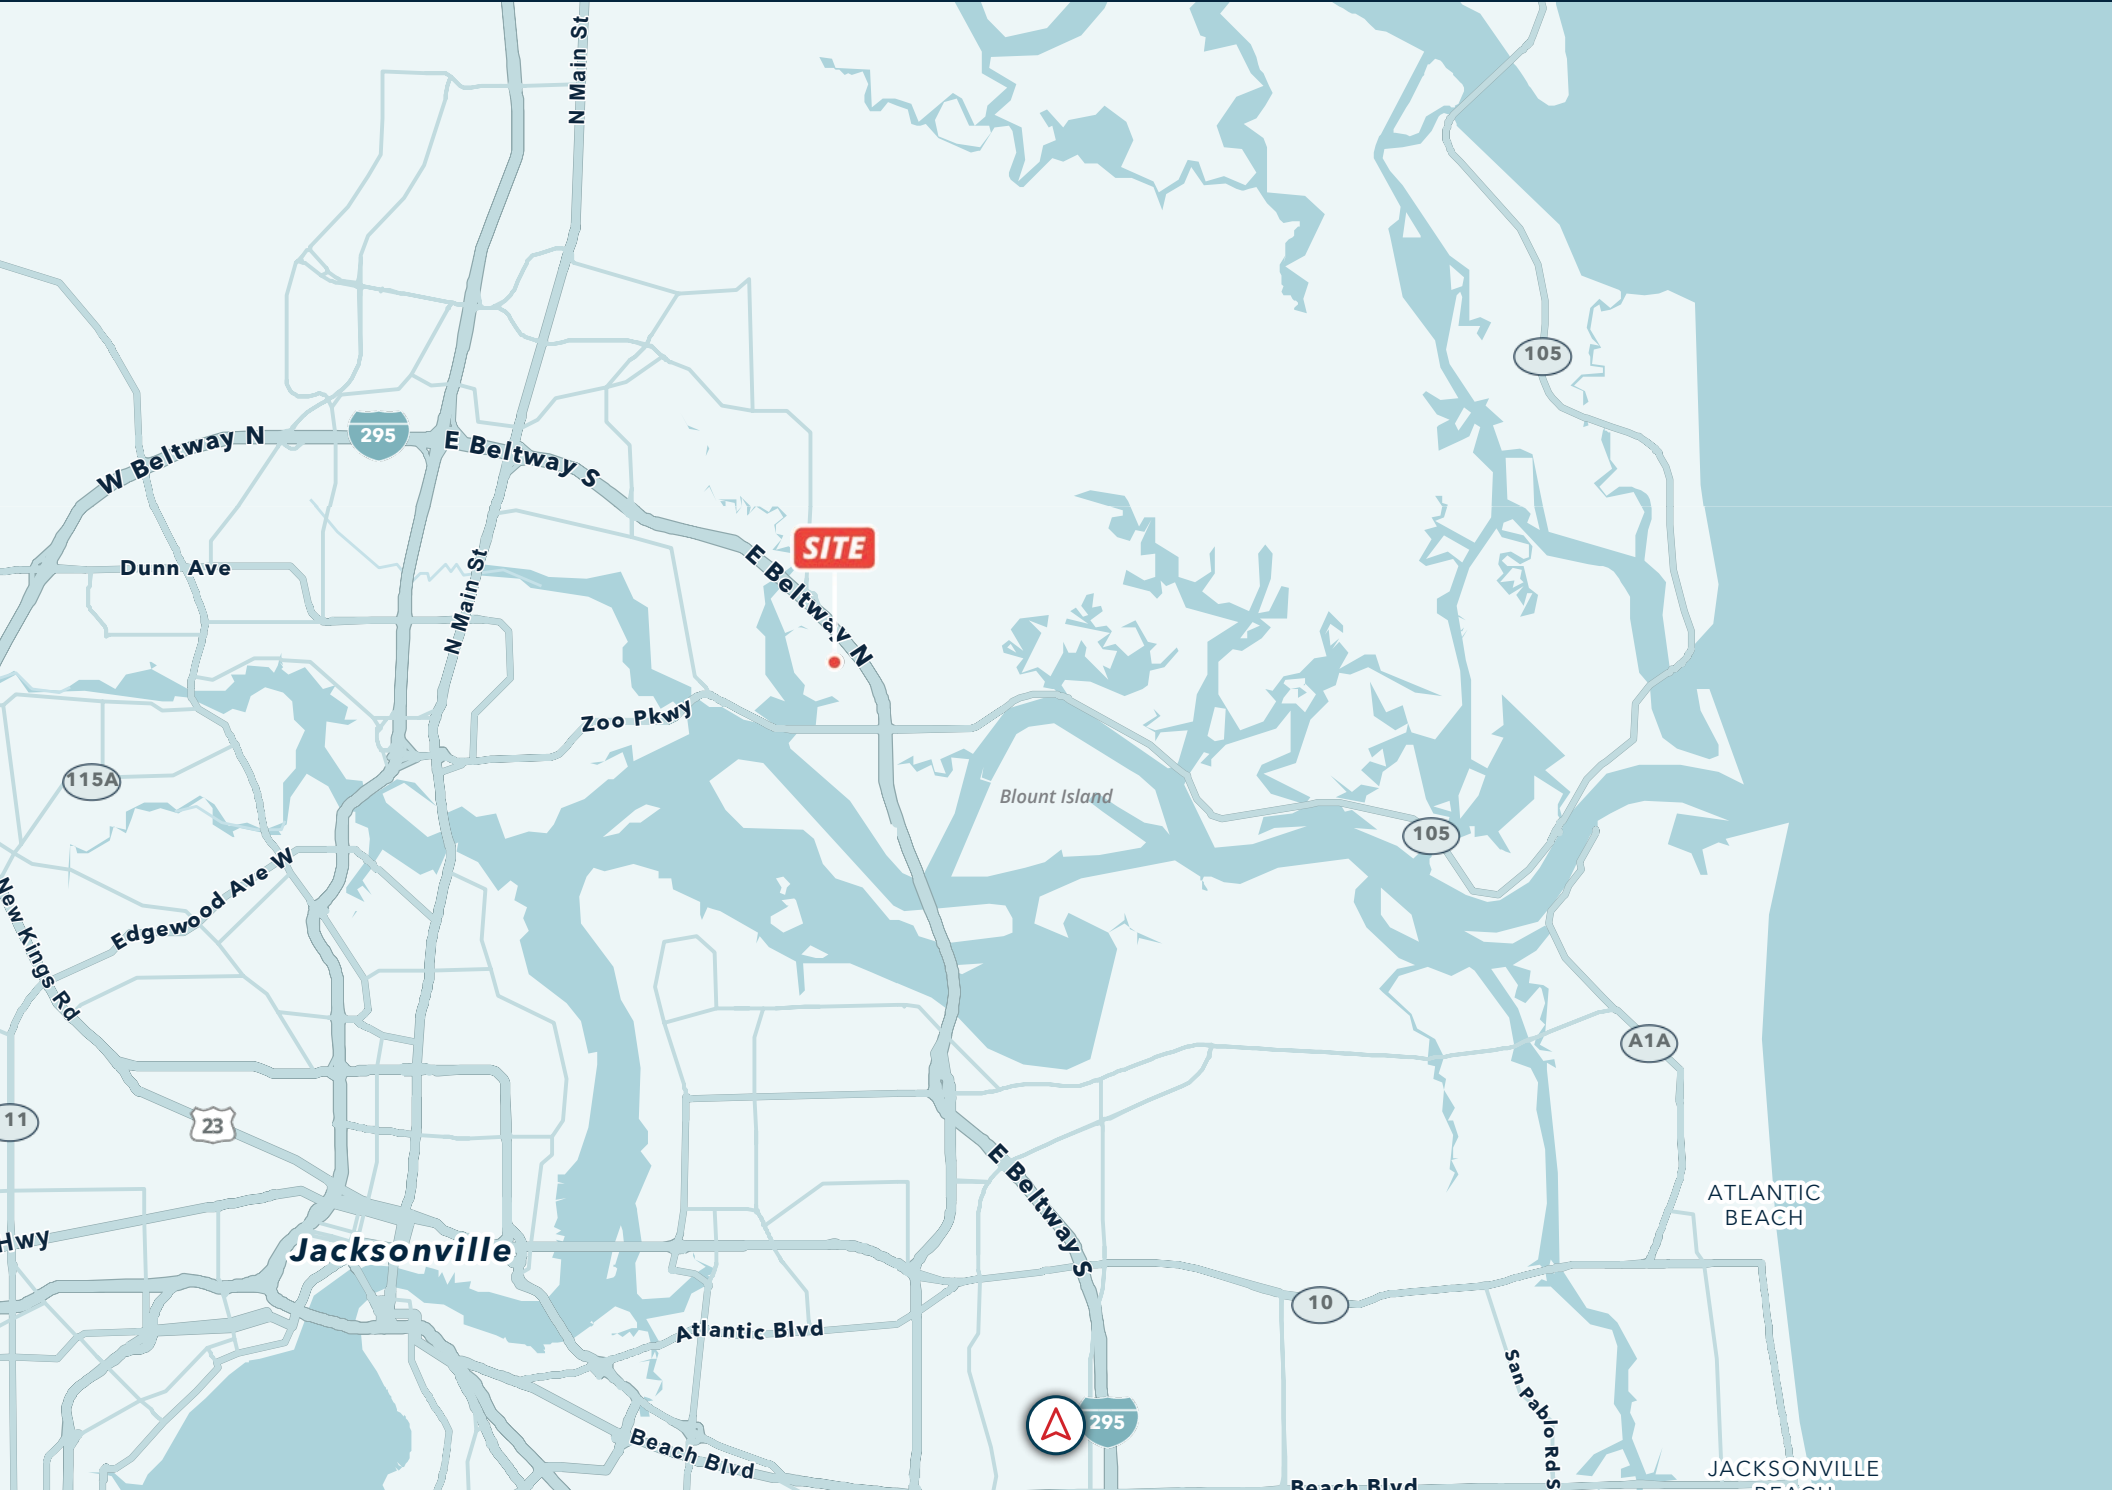 N Main St
105
W Beltway N
295
E Beltway S
SITE
E Beltway N
Dunn Ave
N Main St
Zoo Pkwy
115A
Blount Island
105
Edgewood Ave W
New Kings Rd
A1A
11
23
E Beltway S
ATLANTIC
BEACH
Hwy
Jacksonville
10
Atlantic Blvd
San Pablo Rd S
295
Beach Blvd
JACKSONVILLE
BEACH
Beach Blvd